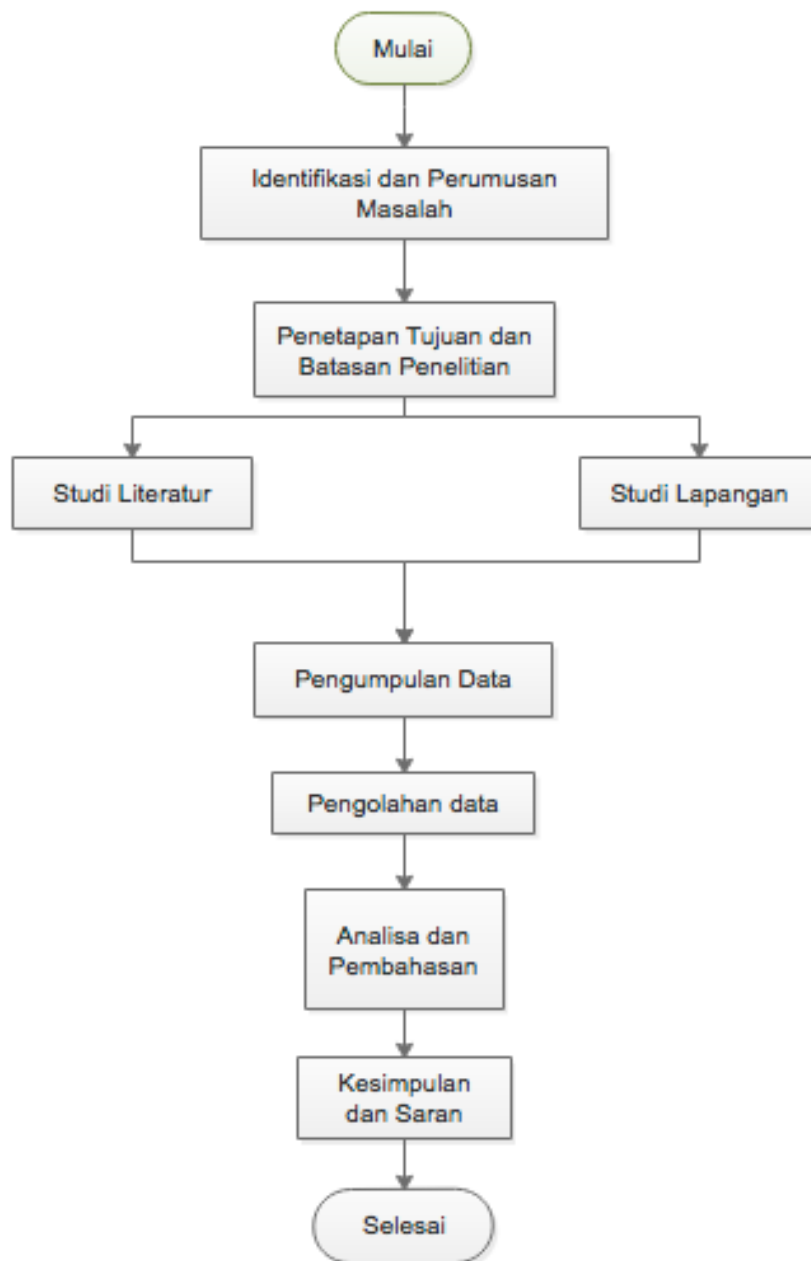 Mulai
Identifikasi dan Perumusan
Masalah
Penetapan Tujuan dan
Batasan Penelitian
Studi Literatur
Studi Lapangan
Pengumpulan Data
Pengolahan data
Analisa dan
Pembahasan
Kesimpulan
dan Saran
Selesai